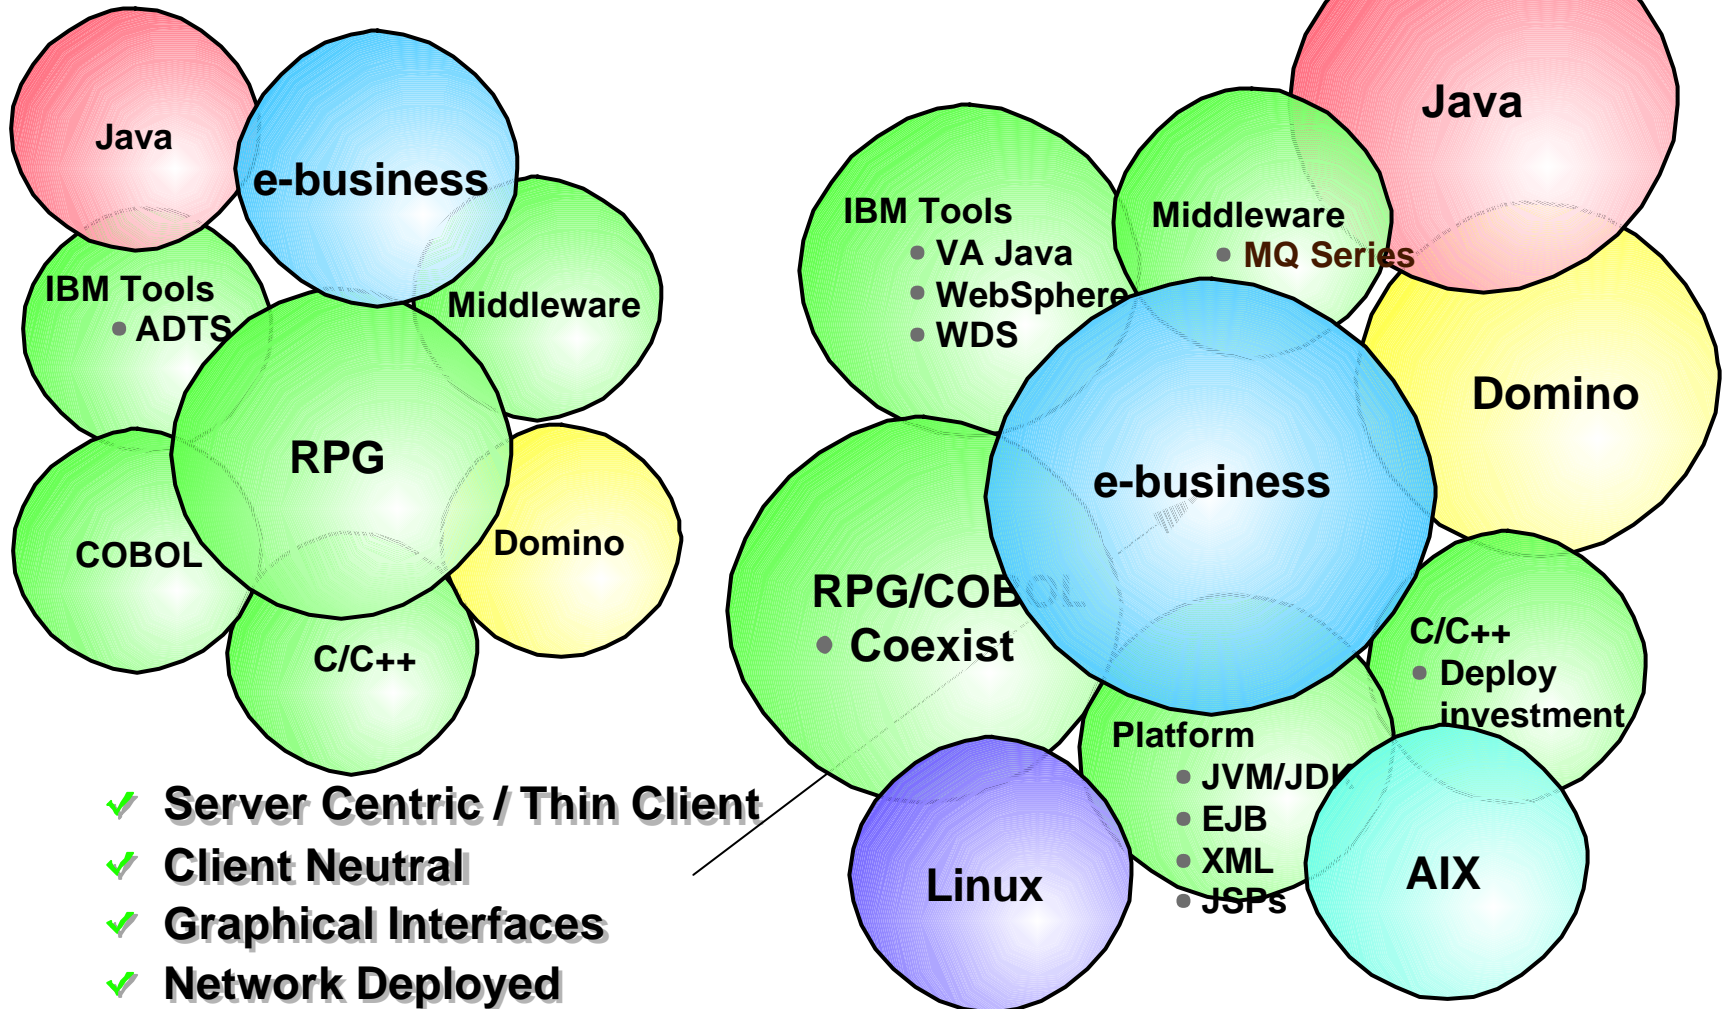 Java
e-business
IBM Tools
• ADTS
Middleware
RPG
COBOL
Domino
C/C++
✓ Server Centric / Thin Client
✓ Client Neutral
✓ Graphical Interfaces
✓ Network Deployed
Java
IBM Tools
• VA Java
• WebSphere
• WDS
Middleware
• MQ Series
Domino
e-business
RPG/COBOL
• Coexist
C/C++
• Deploy
investment
Platform
• JVM/JDK
• EJB
• XML
• JSPs
Linux
AIX